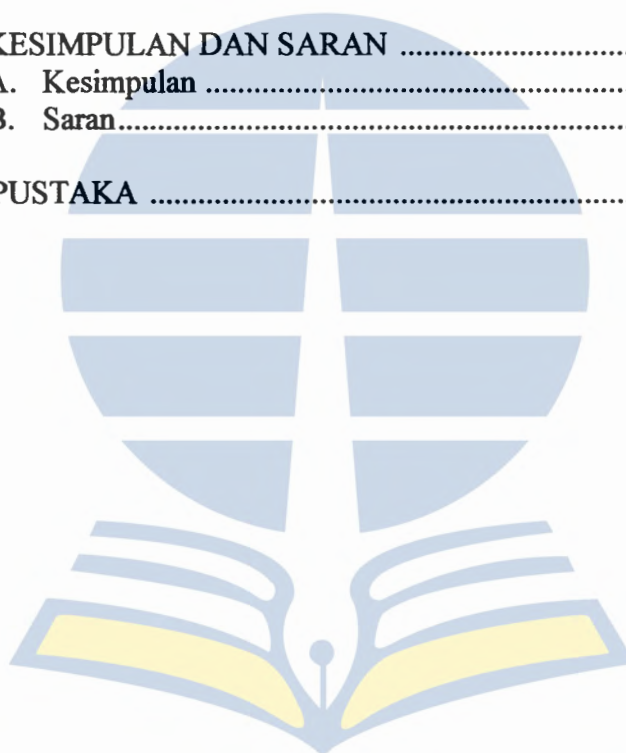 KESIMPULAN DAN SARAN ............................
A. Kesimpulan ..................................................
B. Saran...............................................................
PUSTAKA ..........................................................